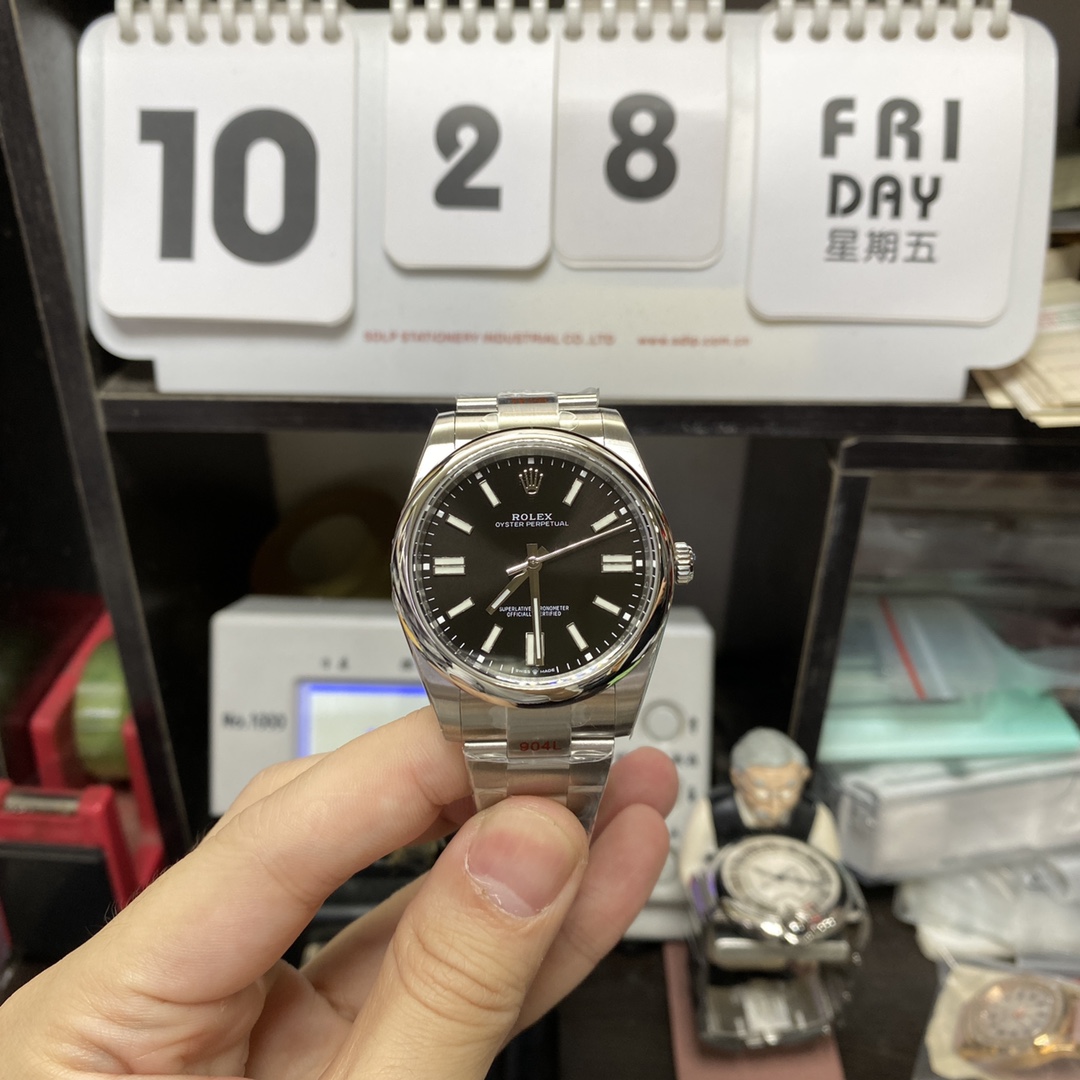 10
2
8
FRI
DAY
星期五
SDLP STATIONERY INDUSTRIAL CO.,LTD www.sdlp.com.cn
ROLEX
OYSTER PERPETUAL
SUPERLATIVE CHRONOMETER
OFFICIALLY CERTIFIED
SWISS MADE
904L
No.1000